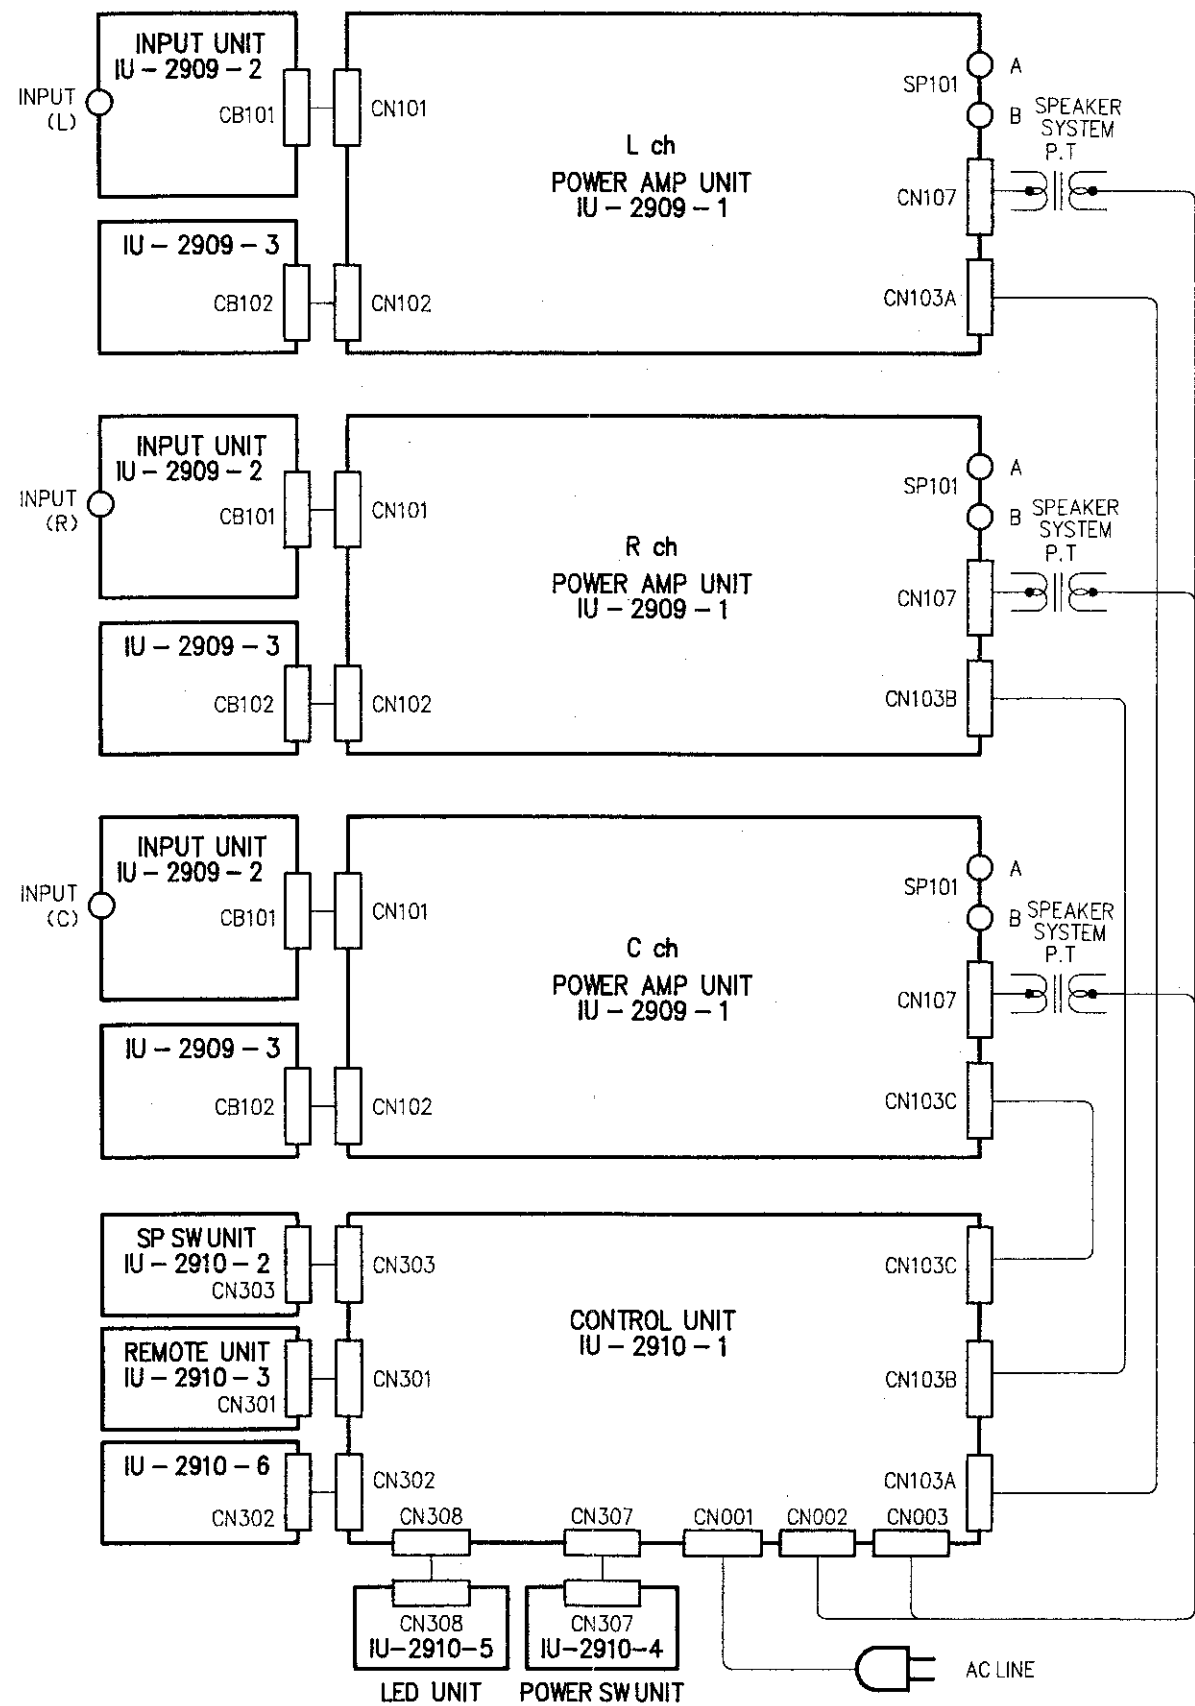 INPUT UNIT
IU-2909-2
INPUT
(L)
CB101
CN101
L ch
POWER AMP UNIT
IU-2909-1
SP101
A
B
SPEAKER
SYSTEM
P.T
CN107
IU-2909-3
CB102
CN102
CN103A
INPUT UNIT
IU-2909-2
INPUT
(R)
CB101
CN101
R ch
POWER AMP UNIT
IU-2909-1
SP101
A
B
SPEAKER
SYSTEM
P.T
CN107
IU-2909-3
CB102
CN102
CN103B
INPUT UNIT
IU-2909-2
INPUT
(C)
CB101
CN101
C ch
POWER AMP UNIT
IU-2909-1
SP101
A
B
SPEAKER
SYSTEM
P.T
CN107
IU-2909-3
CB102
CN102
CN103C
SP SW UNIT
IU-2910-2
CN303
CN303
CONTROL UNIT
IU-2910-1
CN103C
REMOTE UNIT
IU-2910-3
CN301
CN301
CN103B
IU-2910-6
CN302
CN302
CN103A
CN308
CN307
CN001
CN002
CN003
CN308
IU-2910-5
LED UNIT
CN307
IU-2910-4
POWER SW UNIT
AC LINE